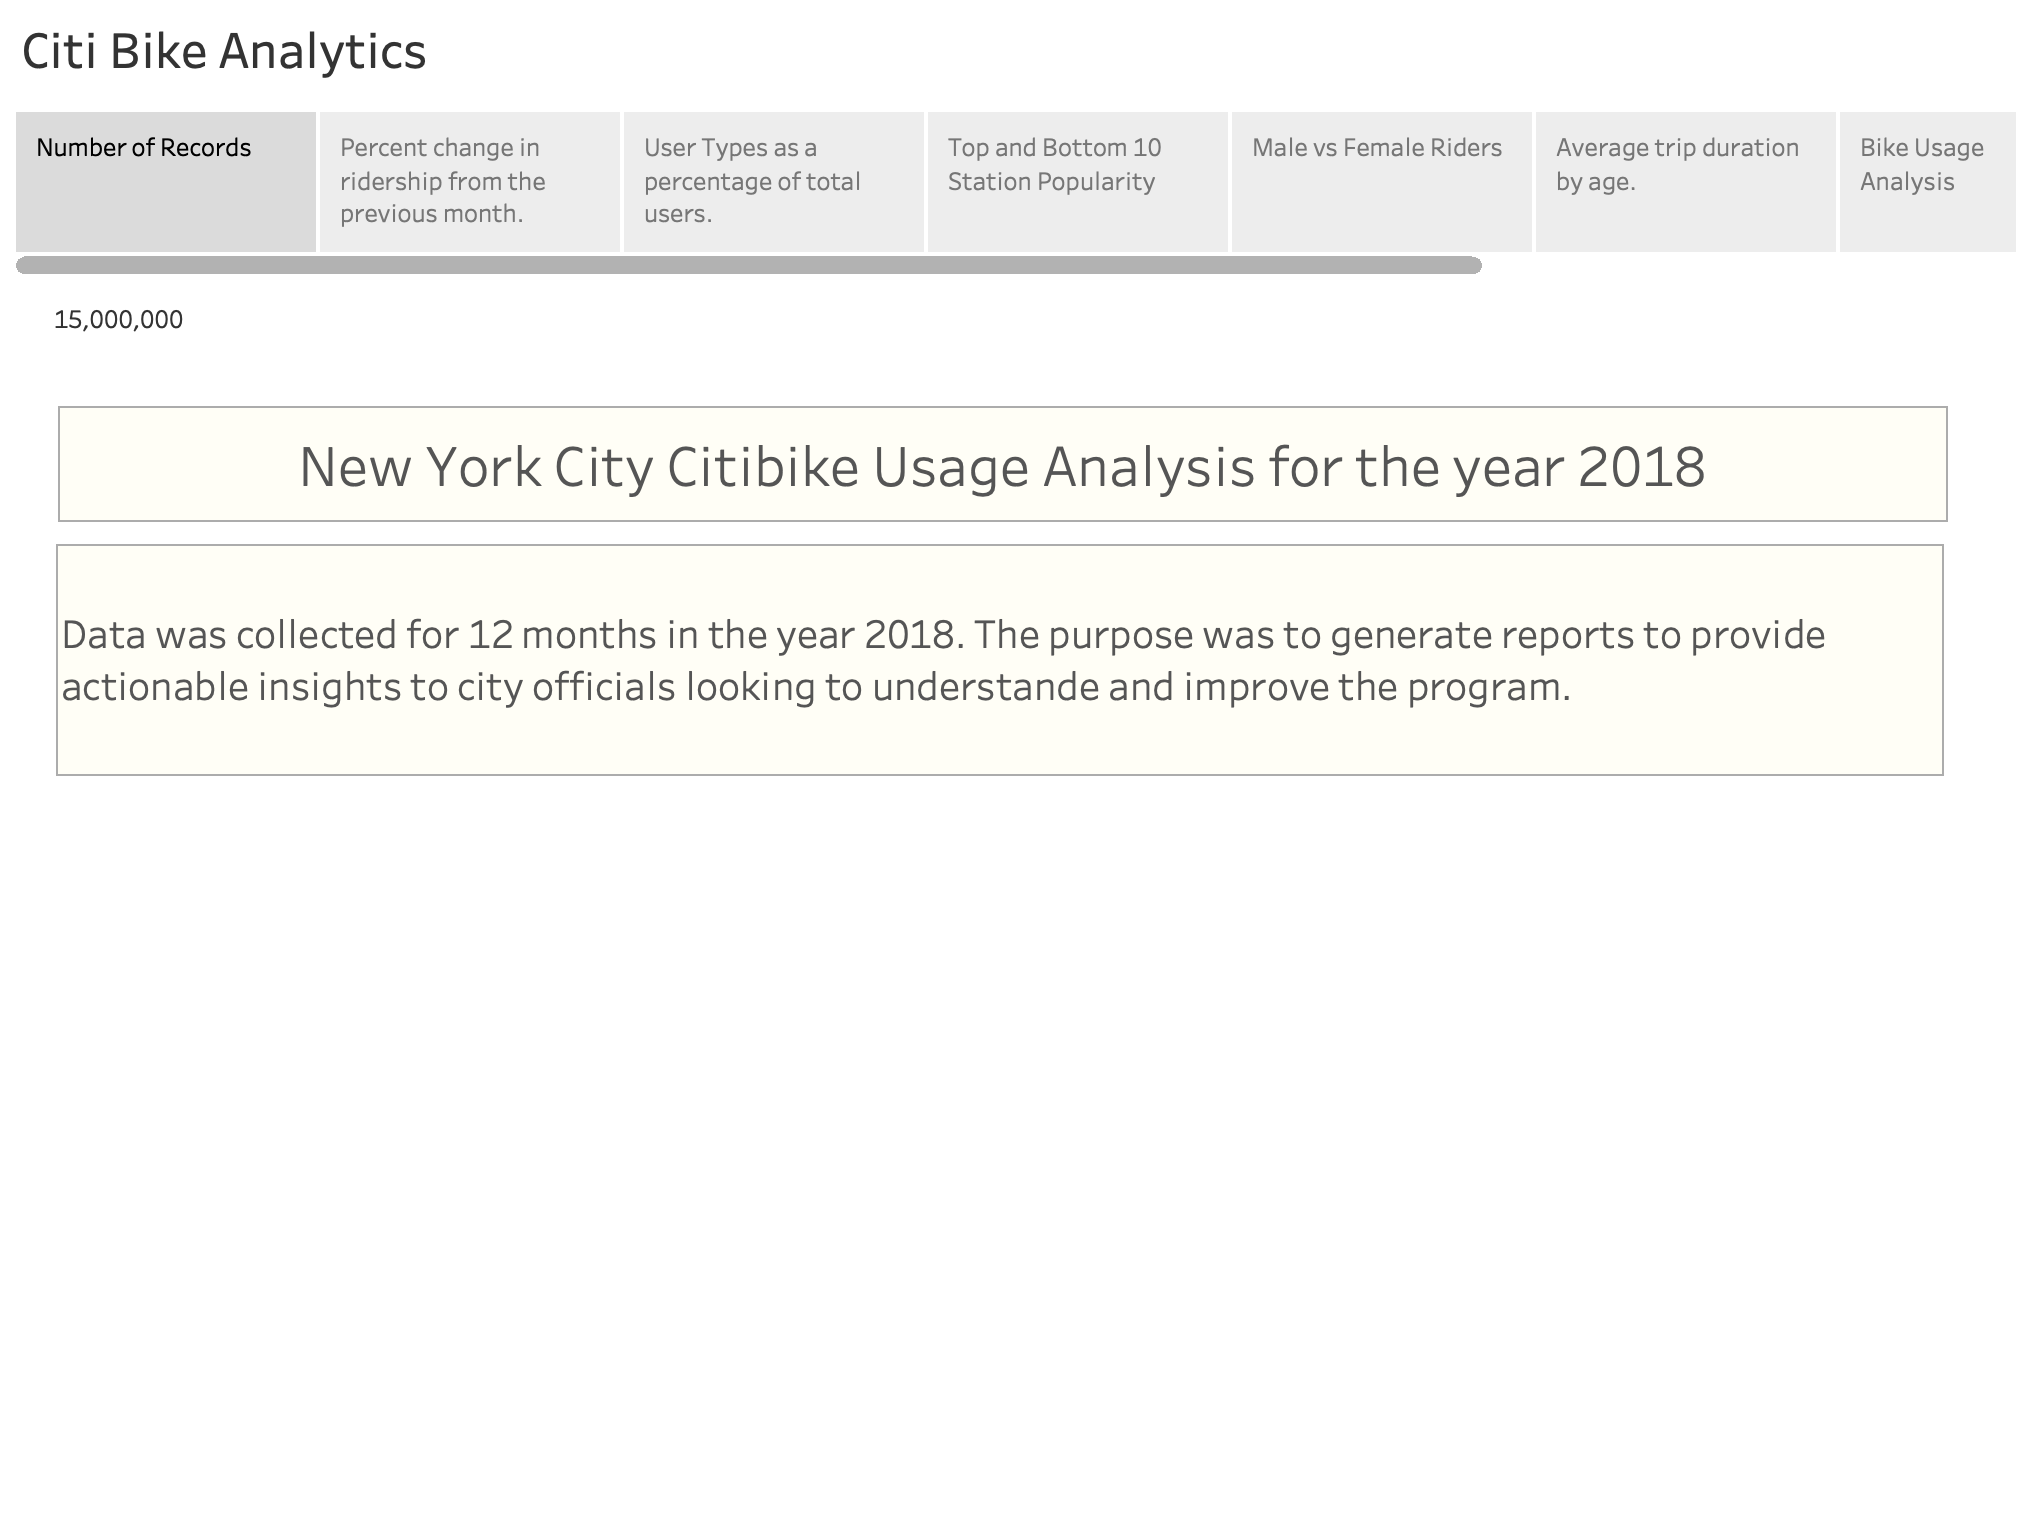 Citi Bike Analytics
Number of Records
Percent change in
ridership from the
previous month.
User Types as a
percentage of total
users.
Top and Bottom 10
Station Popularity
Male vs Female Riders
Average trip duration
by age.
Bike Usage
Analysis
15,000,000
New York City Citibike Usage Analysis for the year 2018
Data was collected for 12 months in the year 2018. The purpose was to generate reports to provide
actionable insights to city officials looking to understande and improve the program.